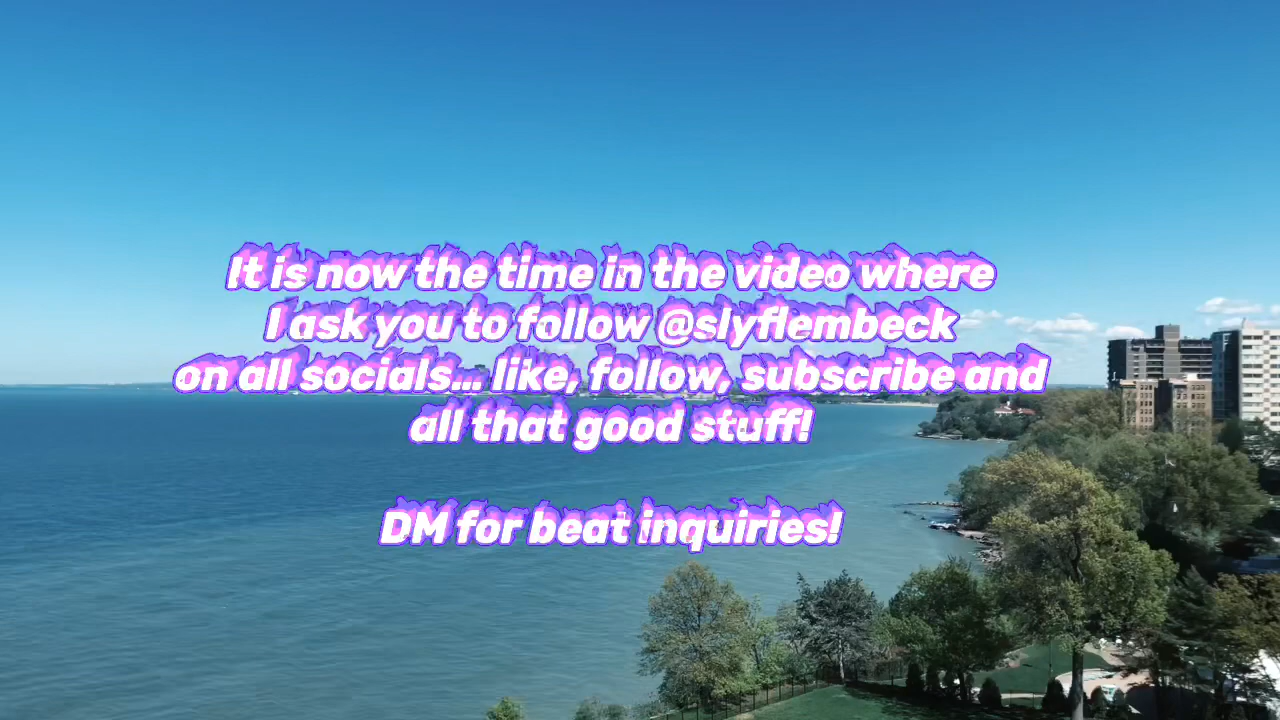 It is now the time in the video where
I ask you to follow @slyflembeck
on all socials... like, follow, subscribe and
all that good stuff!
DM for beat inquiries!